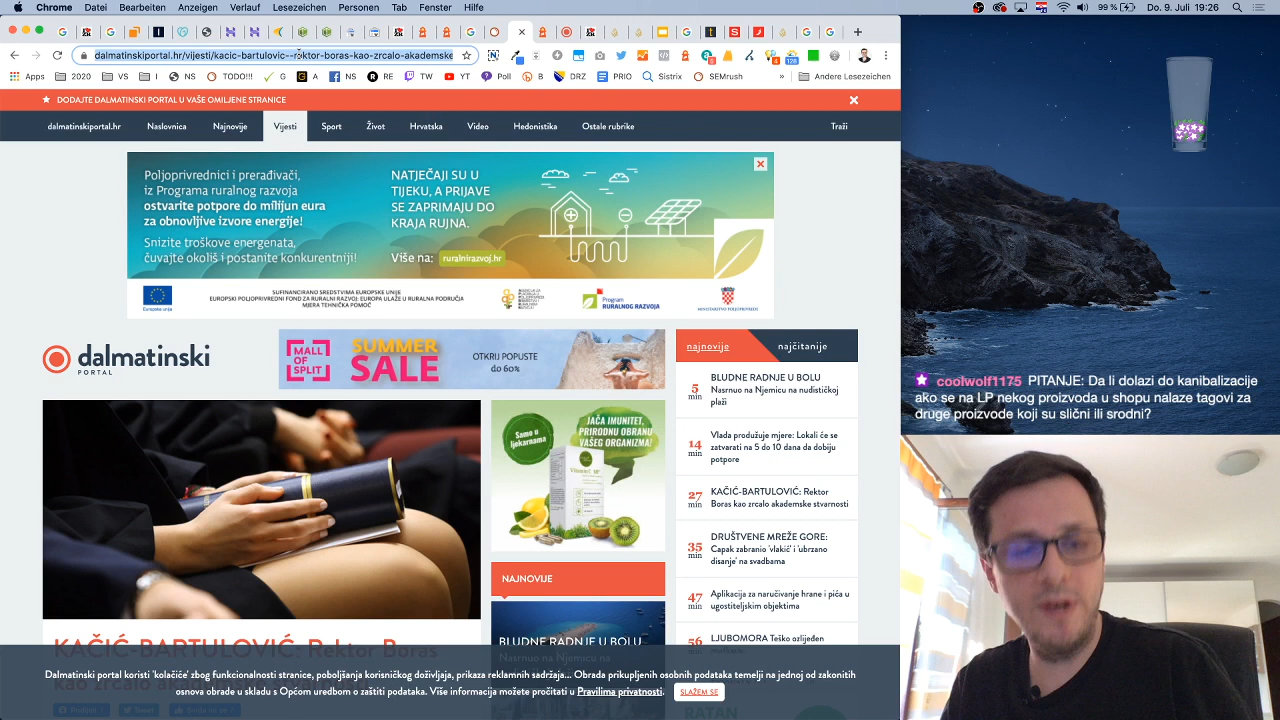 Chrome Datei Bearbeiten Anzeigen Verlauf Lesezeichen Personen Tab Fenster Hilfe
99% Do. 9. Juli 19:26
dalmatinskiportal.hr/vijesti/kacic-bartulovic--rektor-boras-kao-zrcalo-akademske
Apps 2020 VS I NS TODO!!! G A NS RE TW YT Poll B DRZ PRIO Sistrix SEMrush » Andere Lesezeichen
DODAJTE DALMATINSKI PORTAL U VAŠE OMILJENE STRANICE
dalmatinskiportal.hr Naslovnica Najnovije Vijesti Sport Život Hrvatska Video Hedonistika Ostale rubrike Traži
Poljoprivrednici i prerađivači,
iz Programa ruralnog razvoja
ostvarite potpore do milijun eura
za obnovljive izvore energije!
Snizite troškove energenata,
čuvajte okoliš i postanite konkurentniji!
NATJEČAJI SU U
TIJEKU, A PRIJAVE
SE ZAPRIMAJU DO
KRAJA RUJNA.
Više na: ruralnirazvoj.hr
SUFINANCIRANO SREDSTVIMA EUROPSKE UNIJE
EUROPSKI POLJOPRIVREDNI FOND ZA RURALNI RAZVOJ: EUROPA ULAŽE U RURALNA PODRUČJA
MJERA TEHNIČKA POMOĆ
Europska unija
Program
RURALNOG RAZVOJA
MINISTARSTVO POLJOPRIVREDE
dalmatinski
PORTAL
MALL
OF
SPLIT
SUMMER
SALE
OTKRIJ POPUSTE
do 60%
najnovije najčitanije
5
min
BLUDNE RADNJE U BOLU
Nasrnuo na Njemicu na nudističkoj
plaži
14
min
Vlada produžuje mjere: Lokali će se
zatvarati na 5 do 10 dana da dobiju
potpore
27
min
KAČIĆ-BARTULOVIĆ: Rektor
Boras kao zrcalo akademske stvarnosti
35
min
DRUŠTVENE MREŽE GORE:
Capak zabranio 'vlakić' i 'ubrzano
disanje' na svadbama
47
min
Aplikacija za naručivanje hrane i pića u
ugostiteljskim objektima
56
min
LJUBOMORA Teško ozlijeđen
Samo u
ljekarnama
JAČA IMUNITET,
PRIRODNU OBRANU
VAŠEG ORGANIZMA!
NAJNOVIJE
BLUDNE RADNJE U BOLU
Nasrnuo na Njemicu na
KAČIĆ-BARTULOVIĆ: Rektor Boras
kao zrcalo akademske
Dalmatinski portal koristi 'kolačiće' zbog funkcionalnosti stranice, poboljšanja korisničkog doživljaja, prikaza reklamnih sadržaja... Obrada prikupljenih osobnih podataka temelji na jednoj od zakonitih
osnova obrade u skladu s Općom uredborn o zaštiti podataka. Više informacija možete pročitati u Pravilima privatnosti. SLAŽEM SE
Tweet
RATAN
coolwolf1175 PITANJE: Da li dolazi do kanibalizacije
ako se na LP nekog proizvoda u shopu nalaze tagovi za
druge proizvode koji su slični ili srodni?